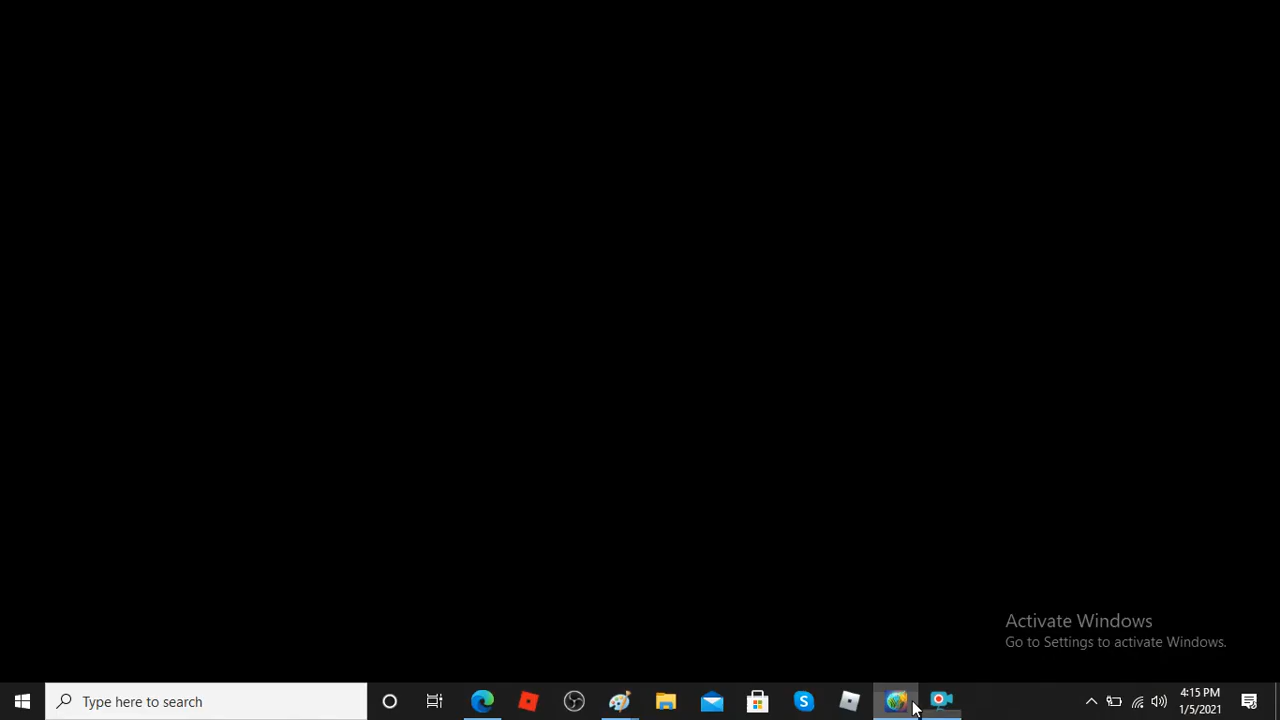 Activate Windows
Go to Settings to activate Windows.
Type here to search
4:15 PM
1/5/2021